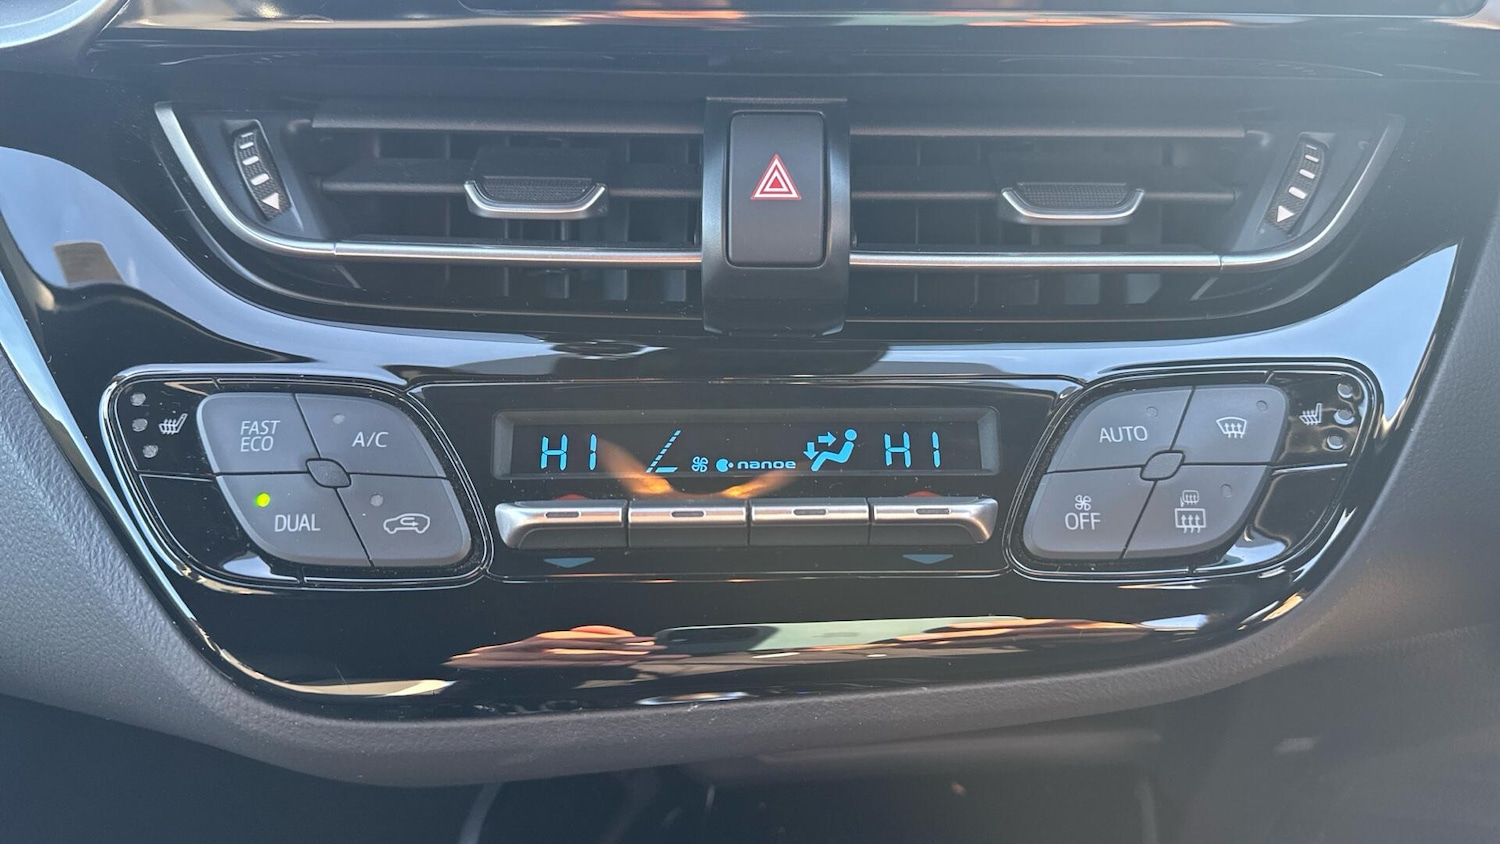 FAST
ECO
A/C
DUAL
HI
nanoe
HI
AUTO
OFF